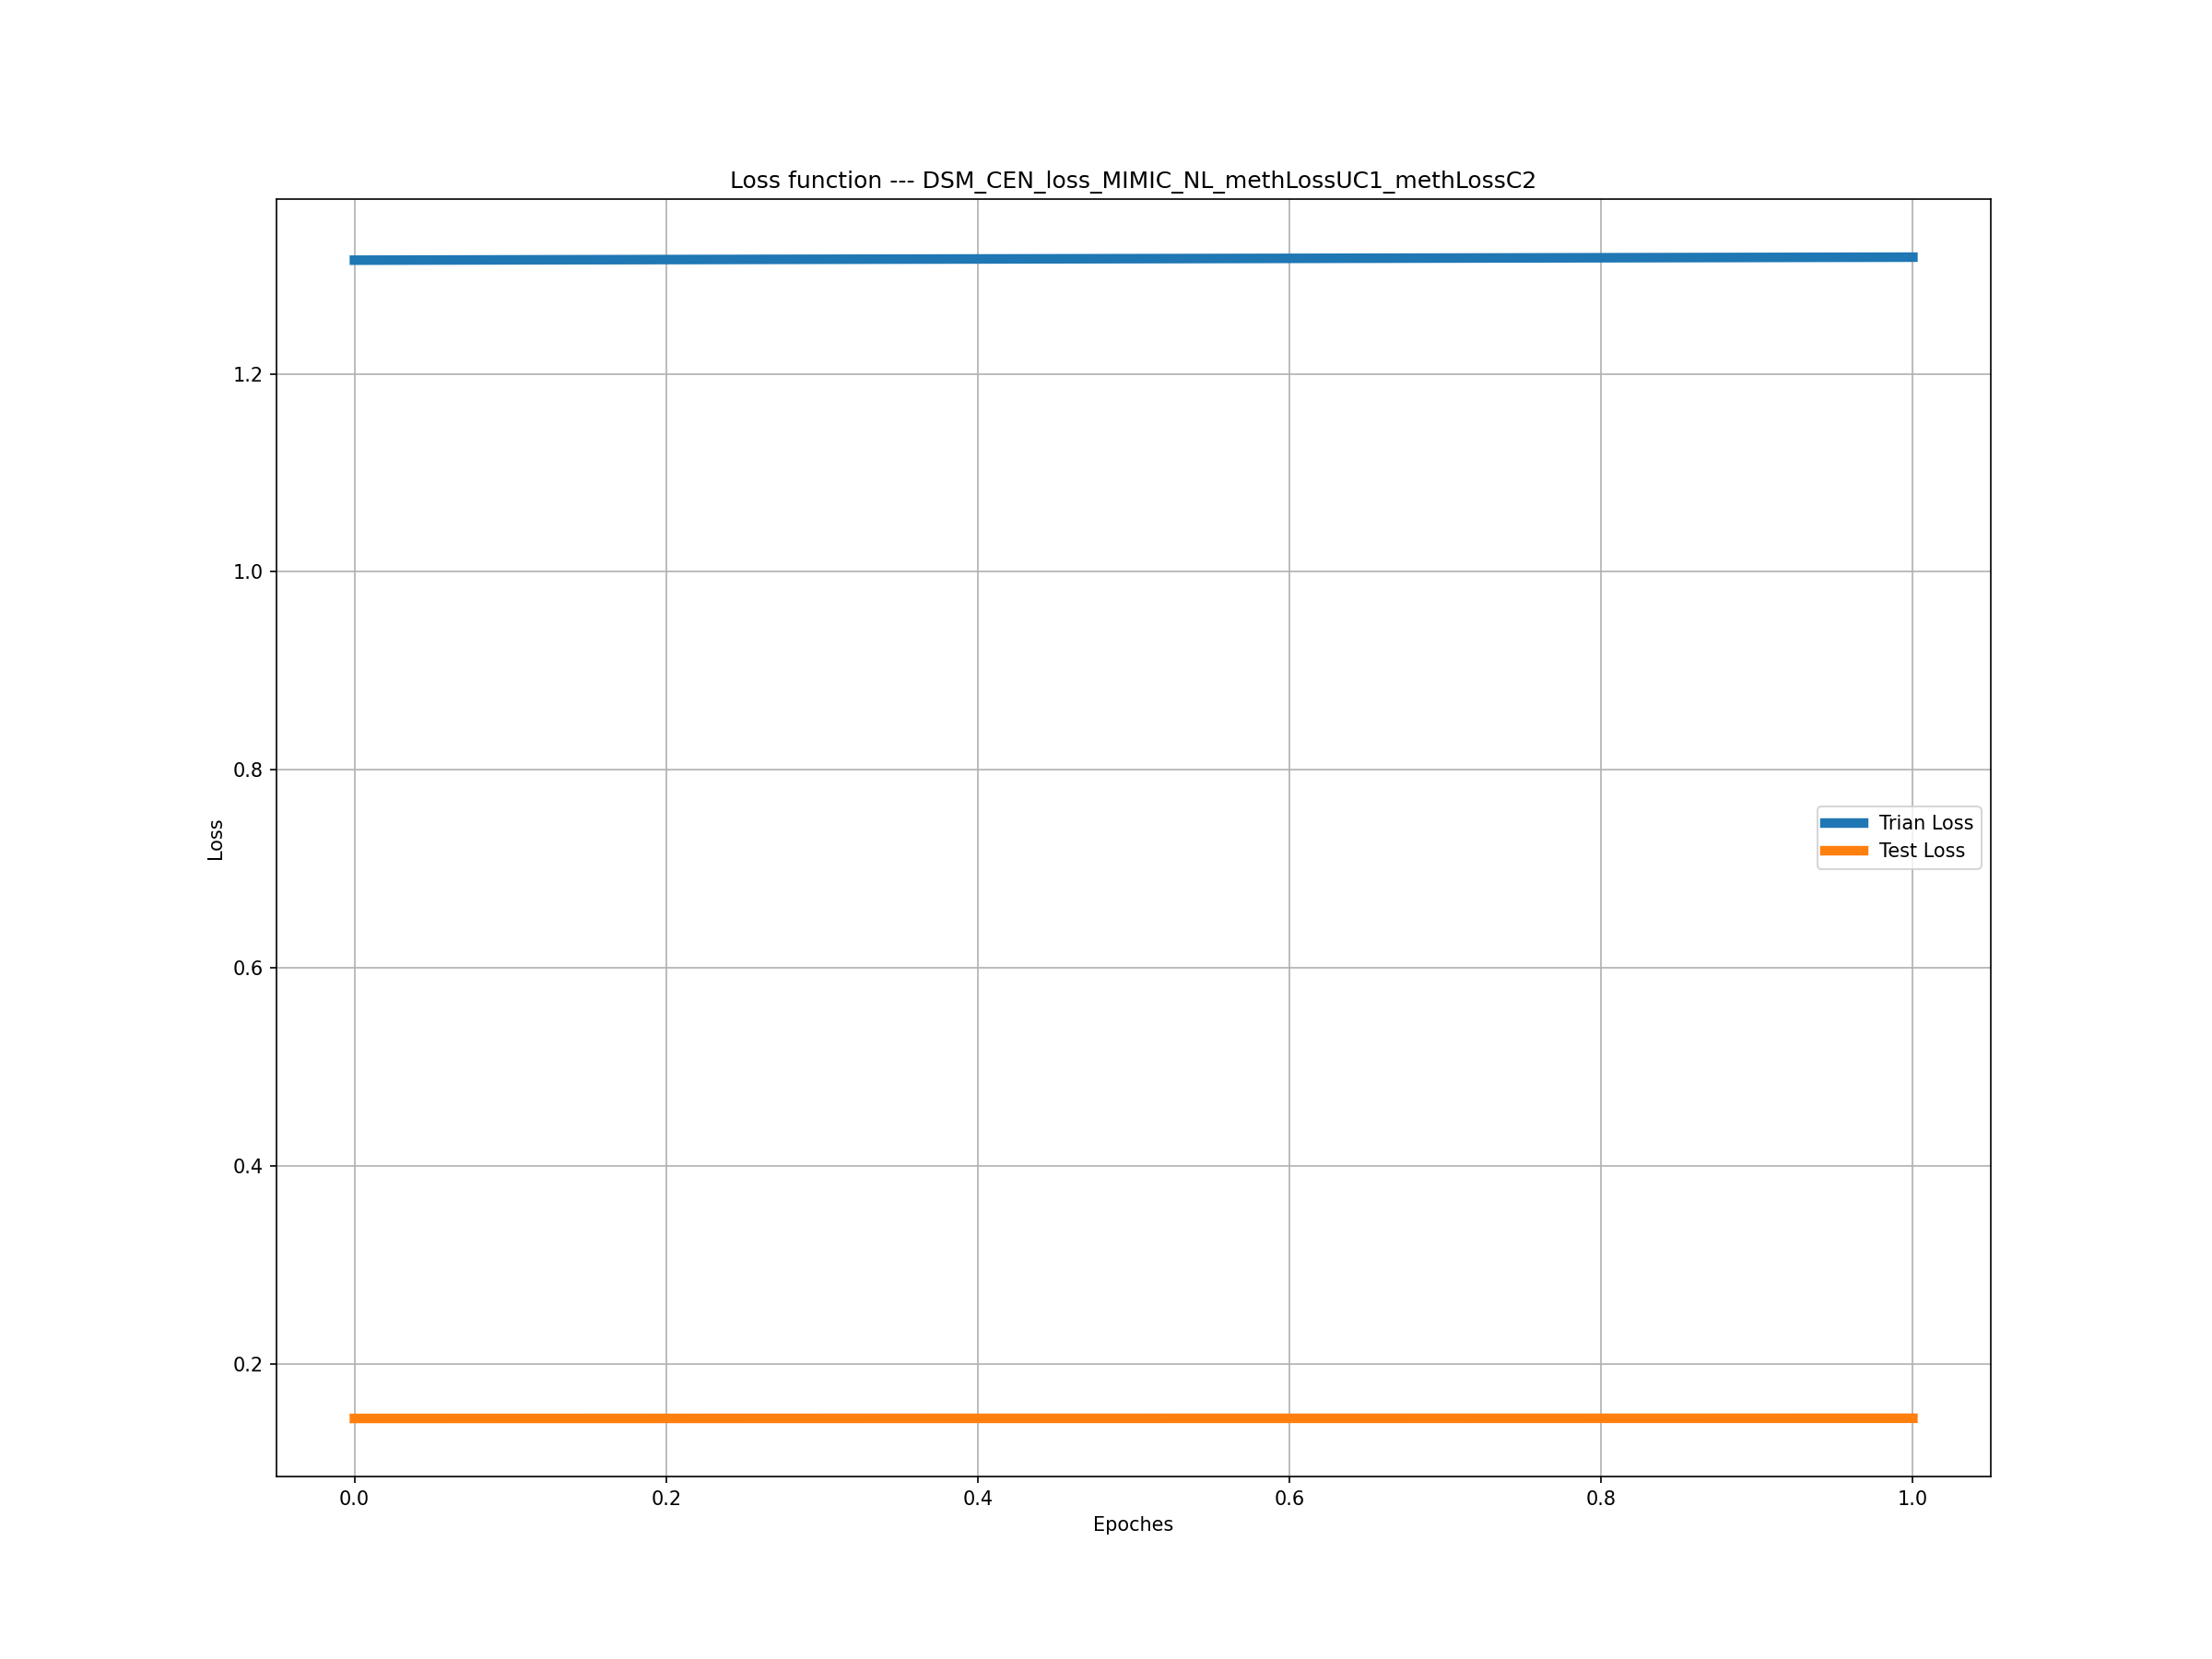 Loss function --- DSM_CEN_loss_MIMIC_NL_methLossUC1_methLossC2
1.2
1.0
0.8
0.6
0.4
0.2
Loss
Trian Loss
Test Loss
0.0 0.2 0.4 0.6 0.8 1.0
Epoches